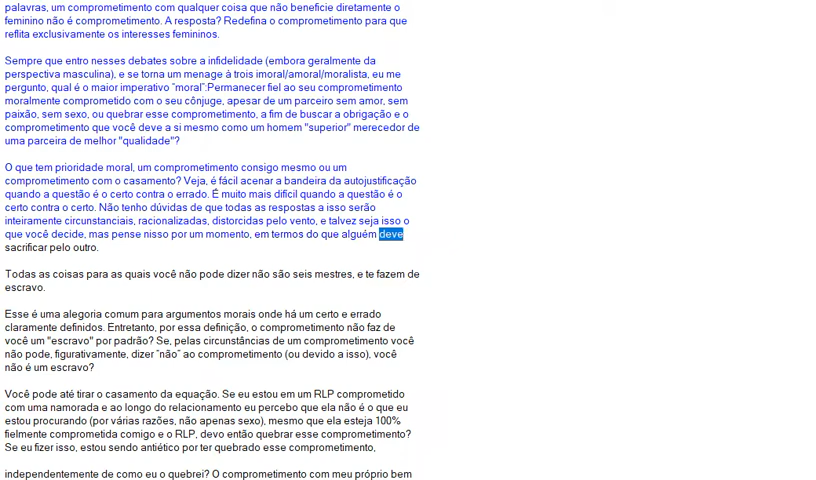 palavras, um comprometimento com qualquer coisa que não beneficie diretamente o
feminino não é comprometimento. A resposta? Redefina o comprometimento para que
reflita exclusivamente os interesses femininos.
Sempre que entro nesses debates sobre a infidelidade (embora geralmente da
perspectiva masculina), e se torna um menage à trois imoral/amoral/moralista, eu me
pergunto, qual é o maior imperativo "moral":Permanecer fiel ao seu comprometimento
moralmente comprometido com o seu cônjuge, apesar de um parceiro sem amor, sem
paixão, sem sexo, ou quebrar esse comprometimento, a fim de buscar a obrigação e o
comprometimento que você deve a si mesmo como um homem "superior" merecedor de
uma parceira de melhor "qualidade"?
O que tem prioridade moral, um comprometimento consigo mesmo ou um
comprometimento com o casamento? Veja, é fácil acenar a bandeira da autojustificação
quando a questão é o certo contra o errado. É muito mais difícil quando a questão é o
certo contra o certo. Não tenho dúvidas de que todas as respostas a isso serão
inteiramente circunstanciais, racionalizadas, distorcidas pelo vento, e talvez seja isso o
que você decide, mas pense nisso por um momento, em termos do que alguém deve
sacrificar pelo outro.
Todas as coisas para as quais você não pode dizer não são seis mestres, e te fazem de
escravo.
Esse é uma alegoria comum para argumentos morais onde há um certo e errado
claramente definidos. Entretanto, por essa definição, o comprometimento não faz de
você um "escravo" por padrão? Se, pelas circunstâncias de um comprometimento você
não pode, figurativamente, dizer "não" ao comprometimento (ou devido a isso), você
não é um escravo?
Você pode até tirar o casamento da equação. Se eu estou em um RLP comprometido
com uma namorada e ao longo do relacionamento eu percebo que ela não é o que eu
estou procurando (por várias razões, não apenas sexo), mesmo que ela esteja 100%
fielmente comprometida comigo e o RLP, devo então quebrar esse comprometimento?
Se eu fizer isso, estou sendo antiético por ter quebrado esse comprometimento,
independentemente de como eu o quebrei? O comprometimento com meu próprio bem